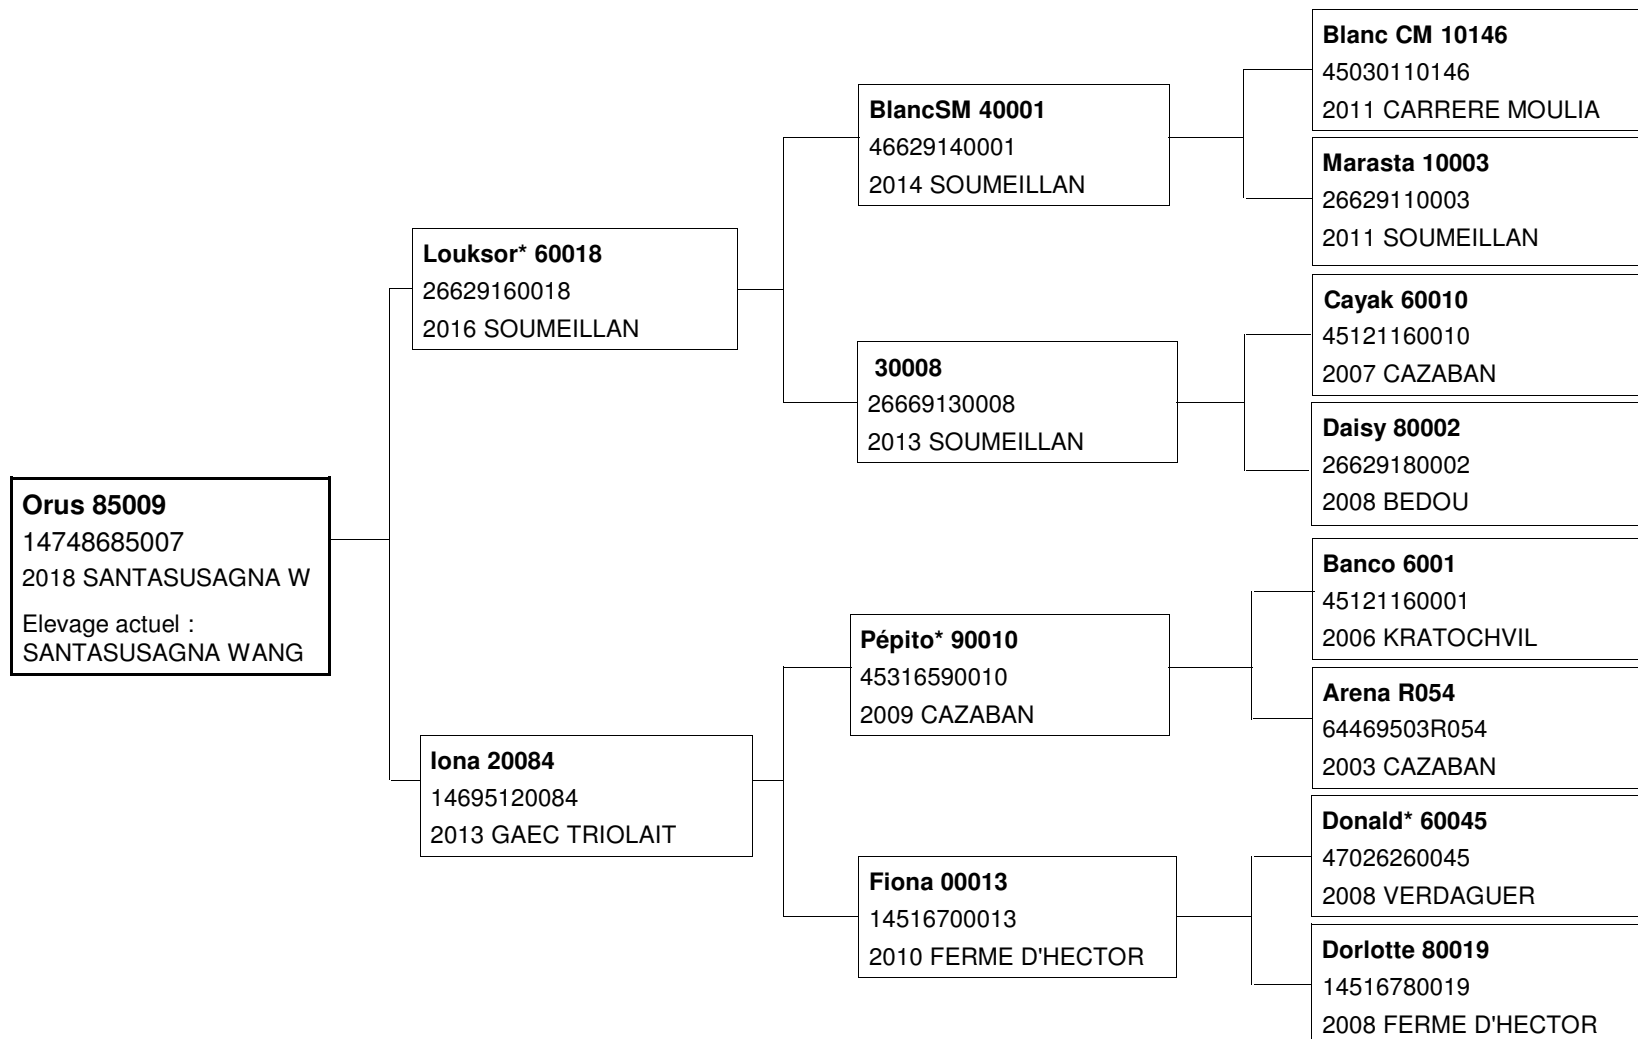 Blanc CM 10146
45030110146
2011 CARRERE MOULIA
BlancSM 40001
46629140001
2014 SOUMEILLAN
Marasta 10003
26629110003
2011 SOUMEILLAN
Louksor* 60018
26629160018
2016 SOUMEILLAN
Cayak 60010
45121160010
2007 CAZABAN
30008
26669130008
2013 SOUMEILLAN
Daisy 80002
26629180002
2008 BEDOU
Orus 85009
14748685007
2018 SANTASUSAGNA W
Elevage actuel :
SANTASUSAGNA WANG
Banco 6001
45121160001
2006 KRATOCHVIL
Pépito* 90010
45316590010
2009 CAZABAN
Arena R054
64469503R054
2003 CAZABAN
Iona 20084
14695120084
2013 GAEC TRIOLAIT
Donald* 60045
47026260045
2008 VERDAGUER
Fiona 00013
14516700013
2010 FERME D'HECTOR
Dorlotte 80019
14516780019
2008 FERME D'HECTOR